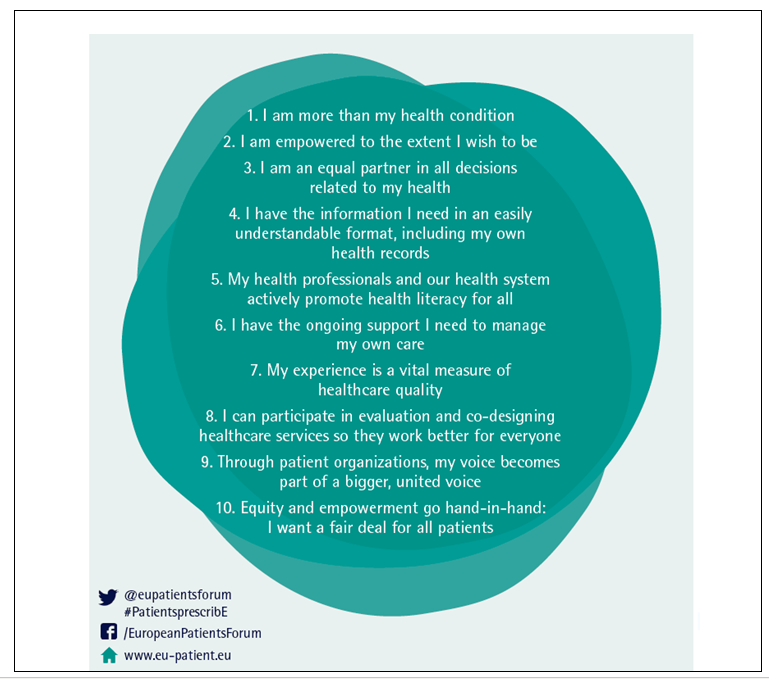 1. I am more than my health condition
2. I am empowered to the extent I wish to be
3. I am an equal partner in all decisions
related to my health
4. I have the information I need in an easily
understandable format, including my own
health records
5. My health professionals and our health system
actively promote health literacy for all
6. I have the ongoing support I need to manage
my own care
7. My experience is a vital measure of
healthcare quality
8. I can participate in evaluation and co-designing
healthcare services so they work better for everyone
9. Through patient organizations, my voice becomes
part of a bigger, united voice
10. Equity and empowerment go hand-in-hand:
I want a fair deal for all patients
@eupatientsforum
#PatientsprescribE
/EuropeanPatientsForum
www.eu-patient.eu